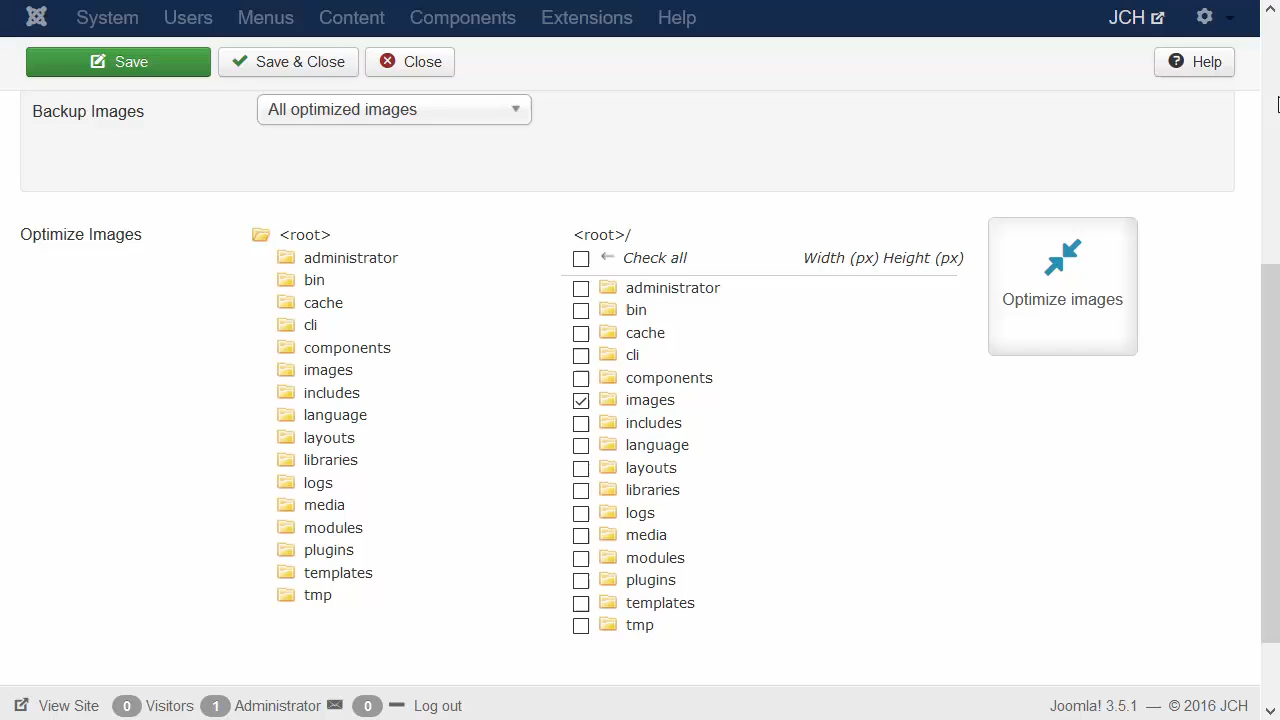 System Users Menus Content Components Extensions Help JCH
Save Save & Close Close Help
Backup Images All optimized images
Optimize Images
<root>
administrator
bin
cache
cli
components
images
includes
language
layouts
libraries
logs
media
modules
plugins
templates
tmp
<root>/
Check all Width (px) Height (px)
administrator
bin
cache
cli
components
images
includes
language
layouts
libraries
logs
media
modules
plugins
templates
tmp
Optimize images
View Site 0 Visitors 1 Administrator 0 Log out Joomla! 3.5.1 — © 2016 JCH